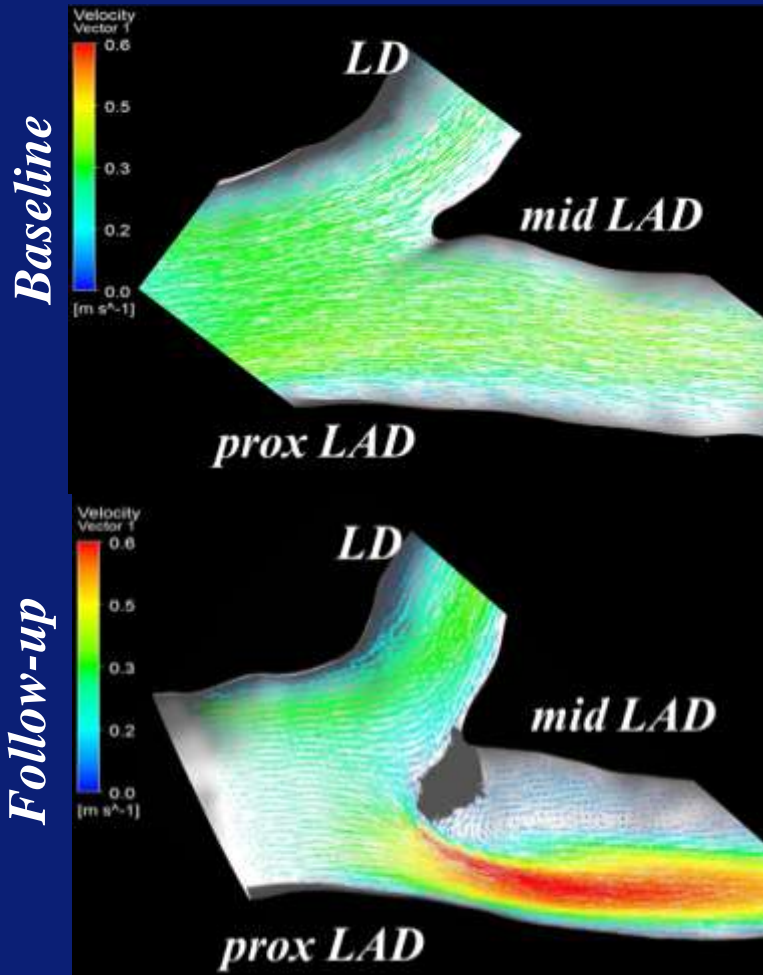 Baseline
Velocity
Vector 1
0.6
0.5
0.3
0.2
0.0
[m s^-1]
LD
mid LAD
prox LAD
Follow-up
Velocity
Vector 1
0.6
0.5
0.3
0.2
0.0
[m s^-1]
LD
mid LAD
prox LAD